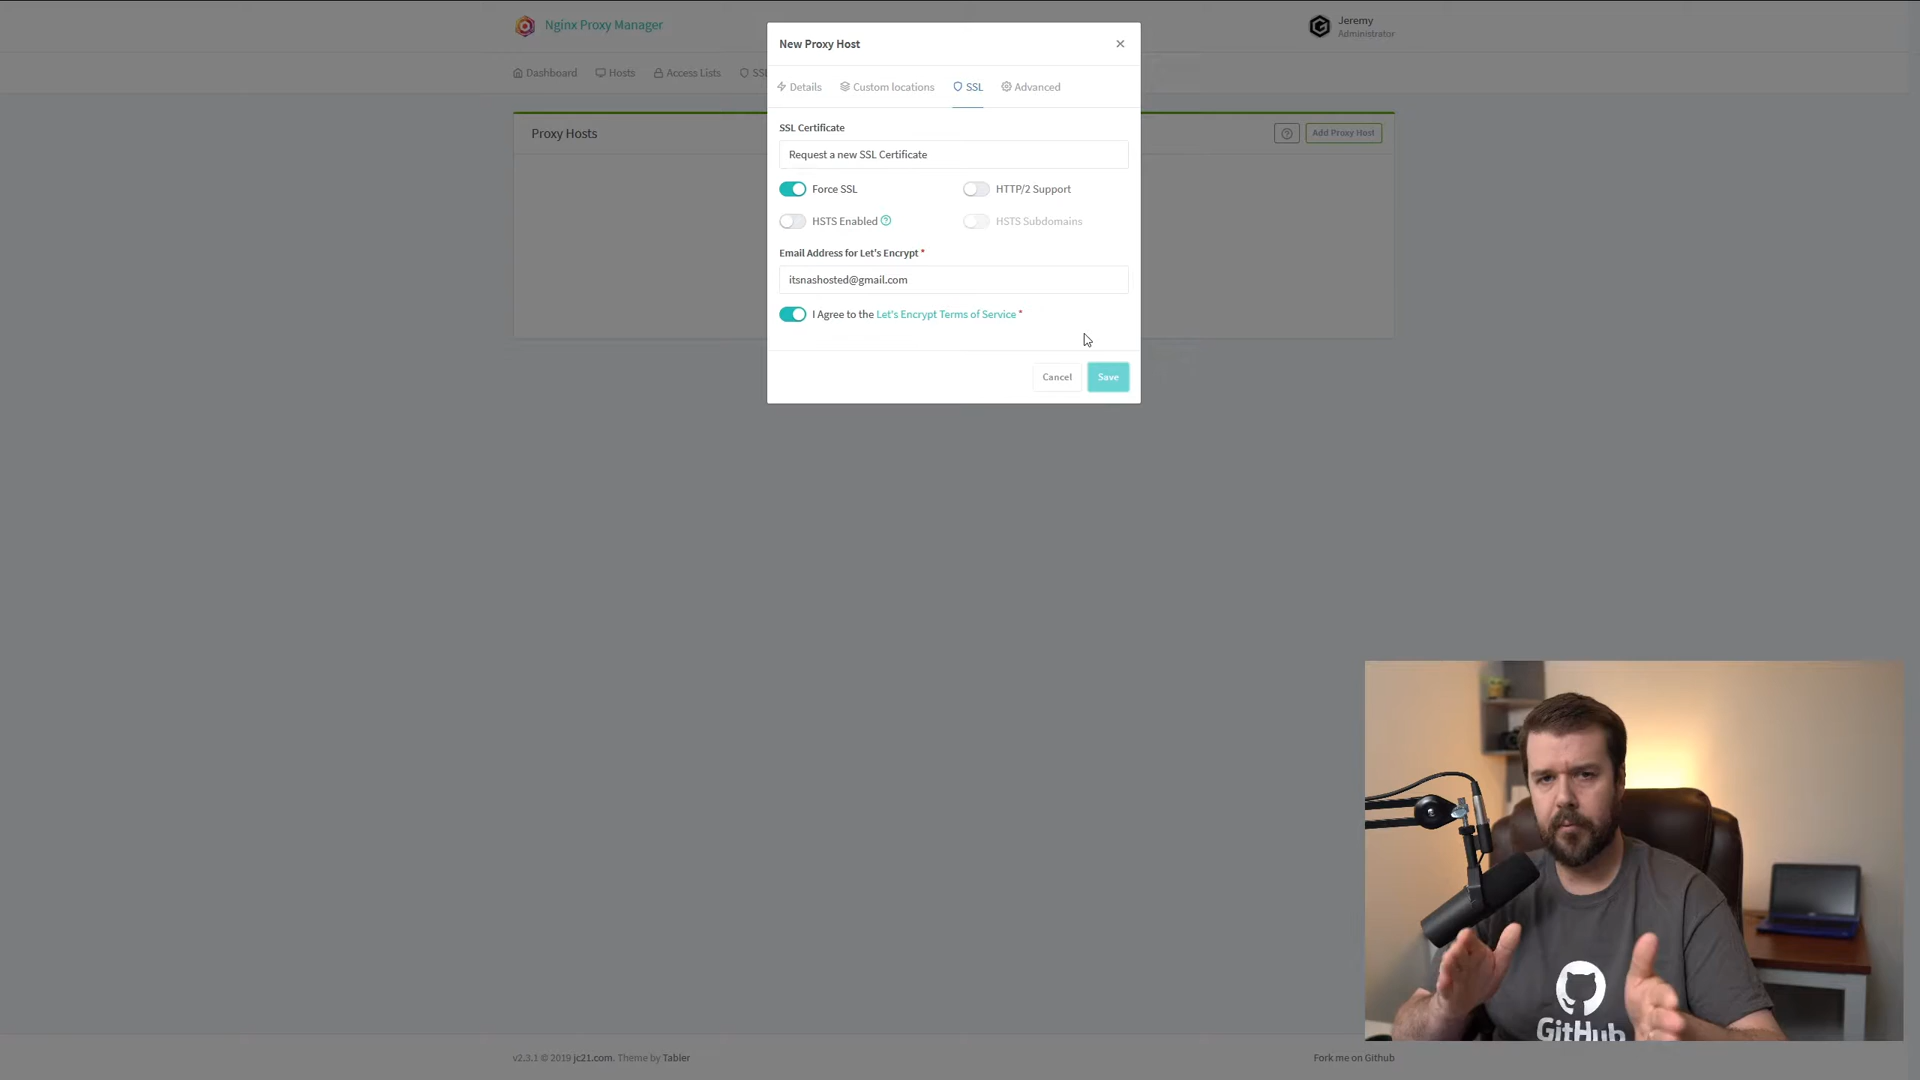 Nginx Proxy Manager
Jeremy
Administrator
Dashboard
Hosts
Access Lists
New Proxy Host
Details
Custom locations
SSL
Advanced
Proxy Hosts
Add Proxy Host
SSL Certificate
Request a new SSL Certificate
Force SSL
HTTP/2 Support
HSTS Enabled
HSTS Subdomains
Email Address for Let's Encrypt *
itsnashosted@gmail.com
I Agree to the Let's Encrypt Terms of Service *
Cancel
Save
GitHub
v2.3.1 © 2019 jc21.com. Theme by Tabler
Fork me on Github